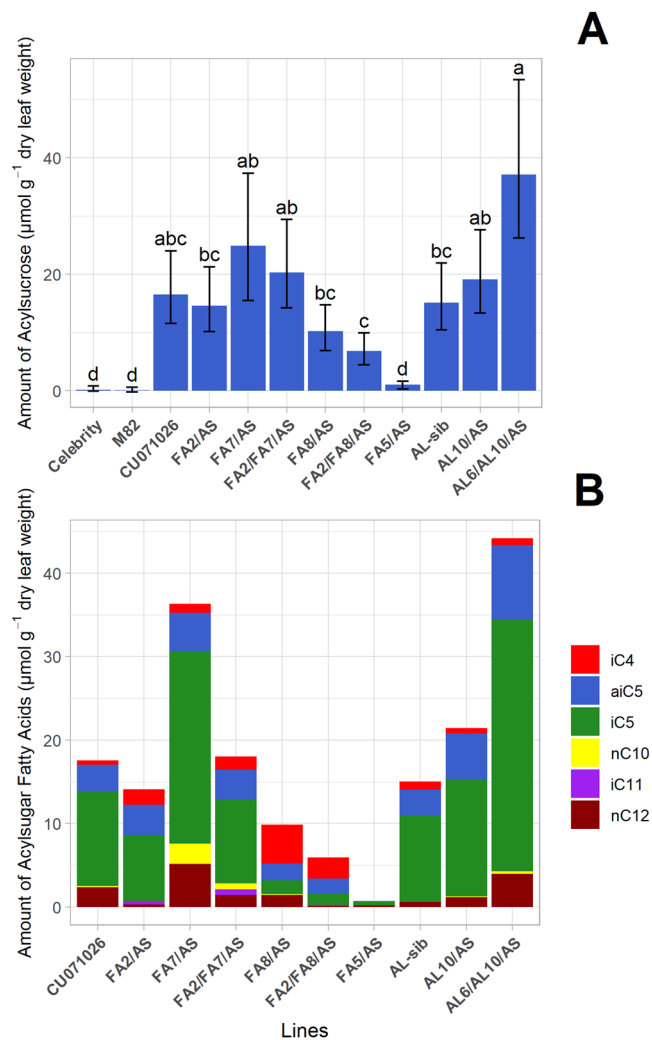 A
Amount of Acylsucrose (μmol g⁻¹ dry leaf weight)
40
20
0
d
d
abc
bc
ab
ab
bc
c
d
bc
ab
a
Celebrity
M82
CU071026
FA2/AS
FA7/AS
FA2/FA7/AS
FA8/AS
FA2/FA8/AS
FA5/AS
AL-sib
AL10/AS
AL6/AL10/AS
B
Amount of Acylsugar Fatty Acids (μmol g⁻¹ dry leaf weight)
40
30
20
10
0
CU071026
FA2/AS
FA7/AS
FA2/FA7/AS
FA8/AS
FA2/FA8/AS
FA5/AS
AL-sib
AL10/AS
AL6/AL10/AS
Lines
iC4
aiC5
iC5
nC10
iC11
nC12